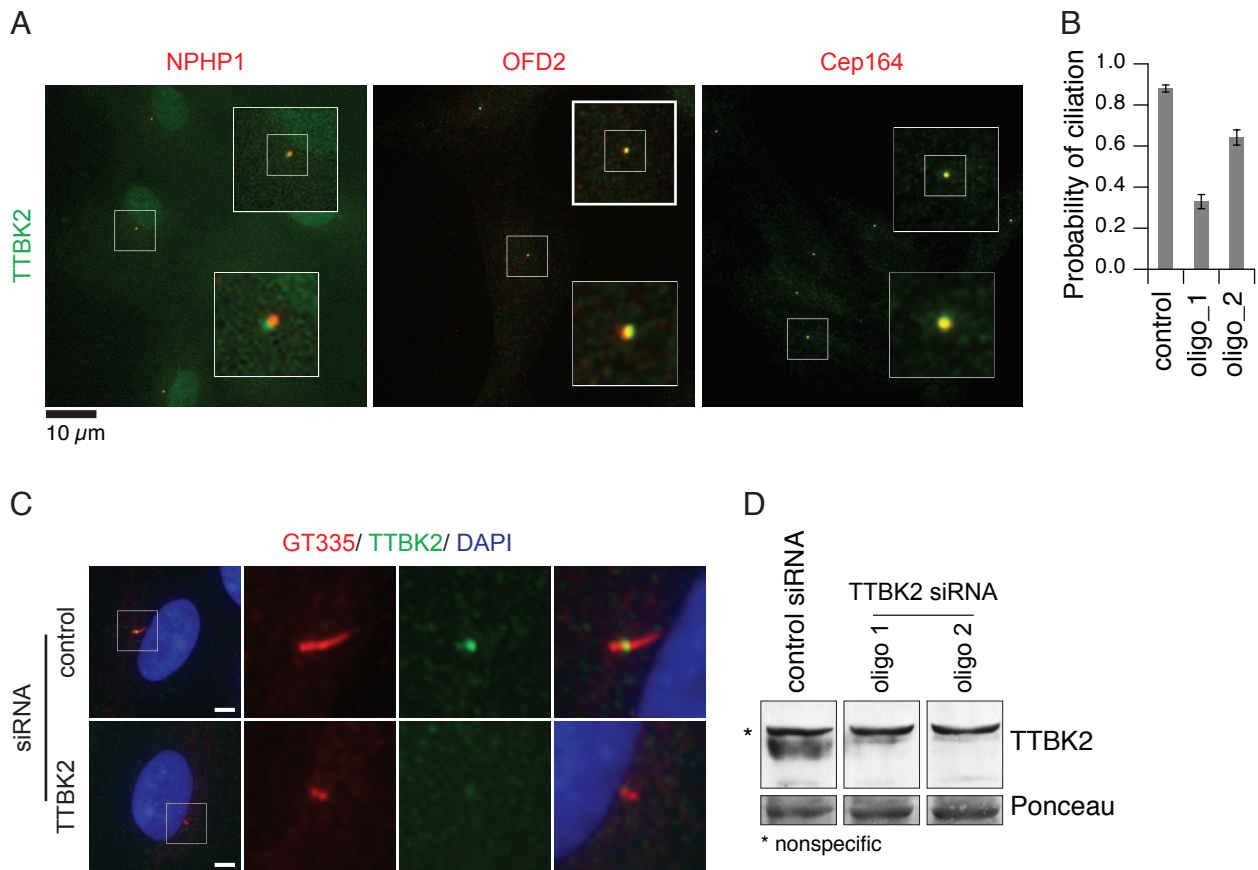 A
NPHP1
OFD2
Cep164
TTBK2
10 µm
B
Probability of ciliation
1.0
0.8
0.6
0.4
0.2
0.0
control
oligo_1
oligo_2
C
GT335/ TTBK2/ DAPI
siRNA
control
TTBK2
D
control siRNA
TTBK2 siRNA
oligo 1
oligo 2
*
TTBK2
Ponceau
* nonspecific